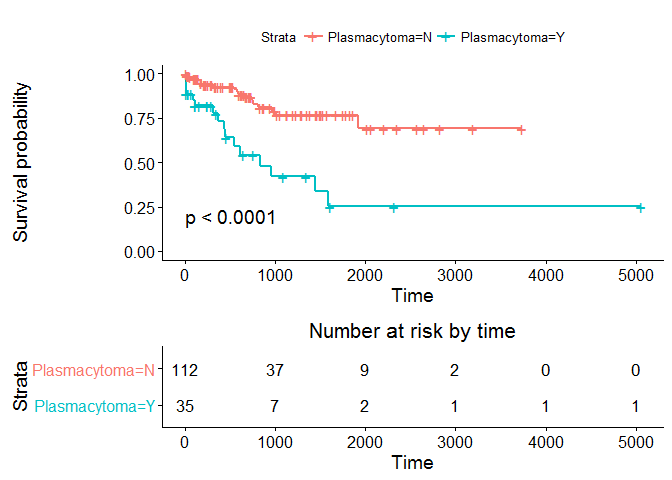 Strata Plasmacytoma=N Plasmacytoma=Y
Survival probability
1.00
0.75
0.50
0.25
0.00
p < 0.0001
0 1000 2000 3000 4000 5000
Time
Number at risk by time
Strata
Plasmacytoma=N 112 37 9 2 0 0
Plasmacytoma=Y 35 7 2 1 1 1
0 1000 2000 3000 4000 5000
Time